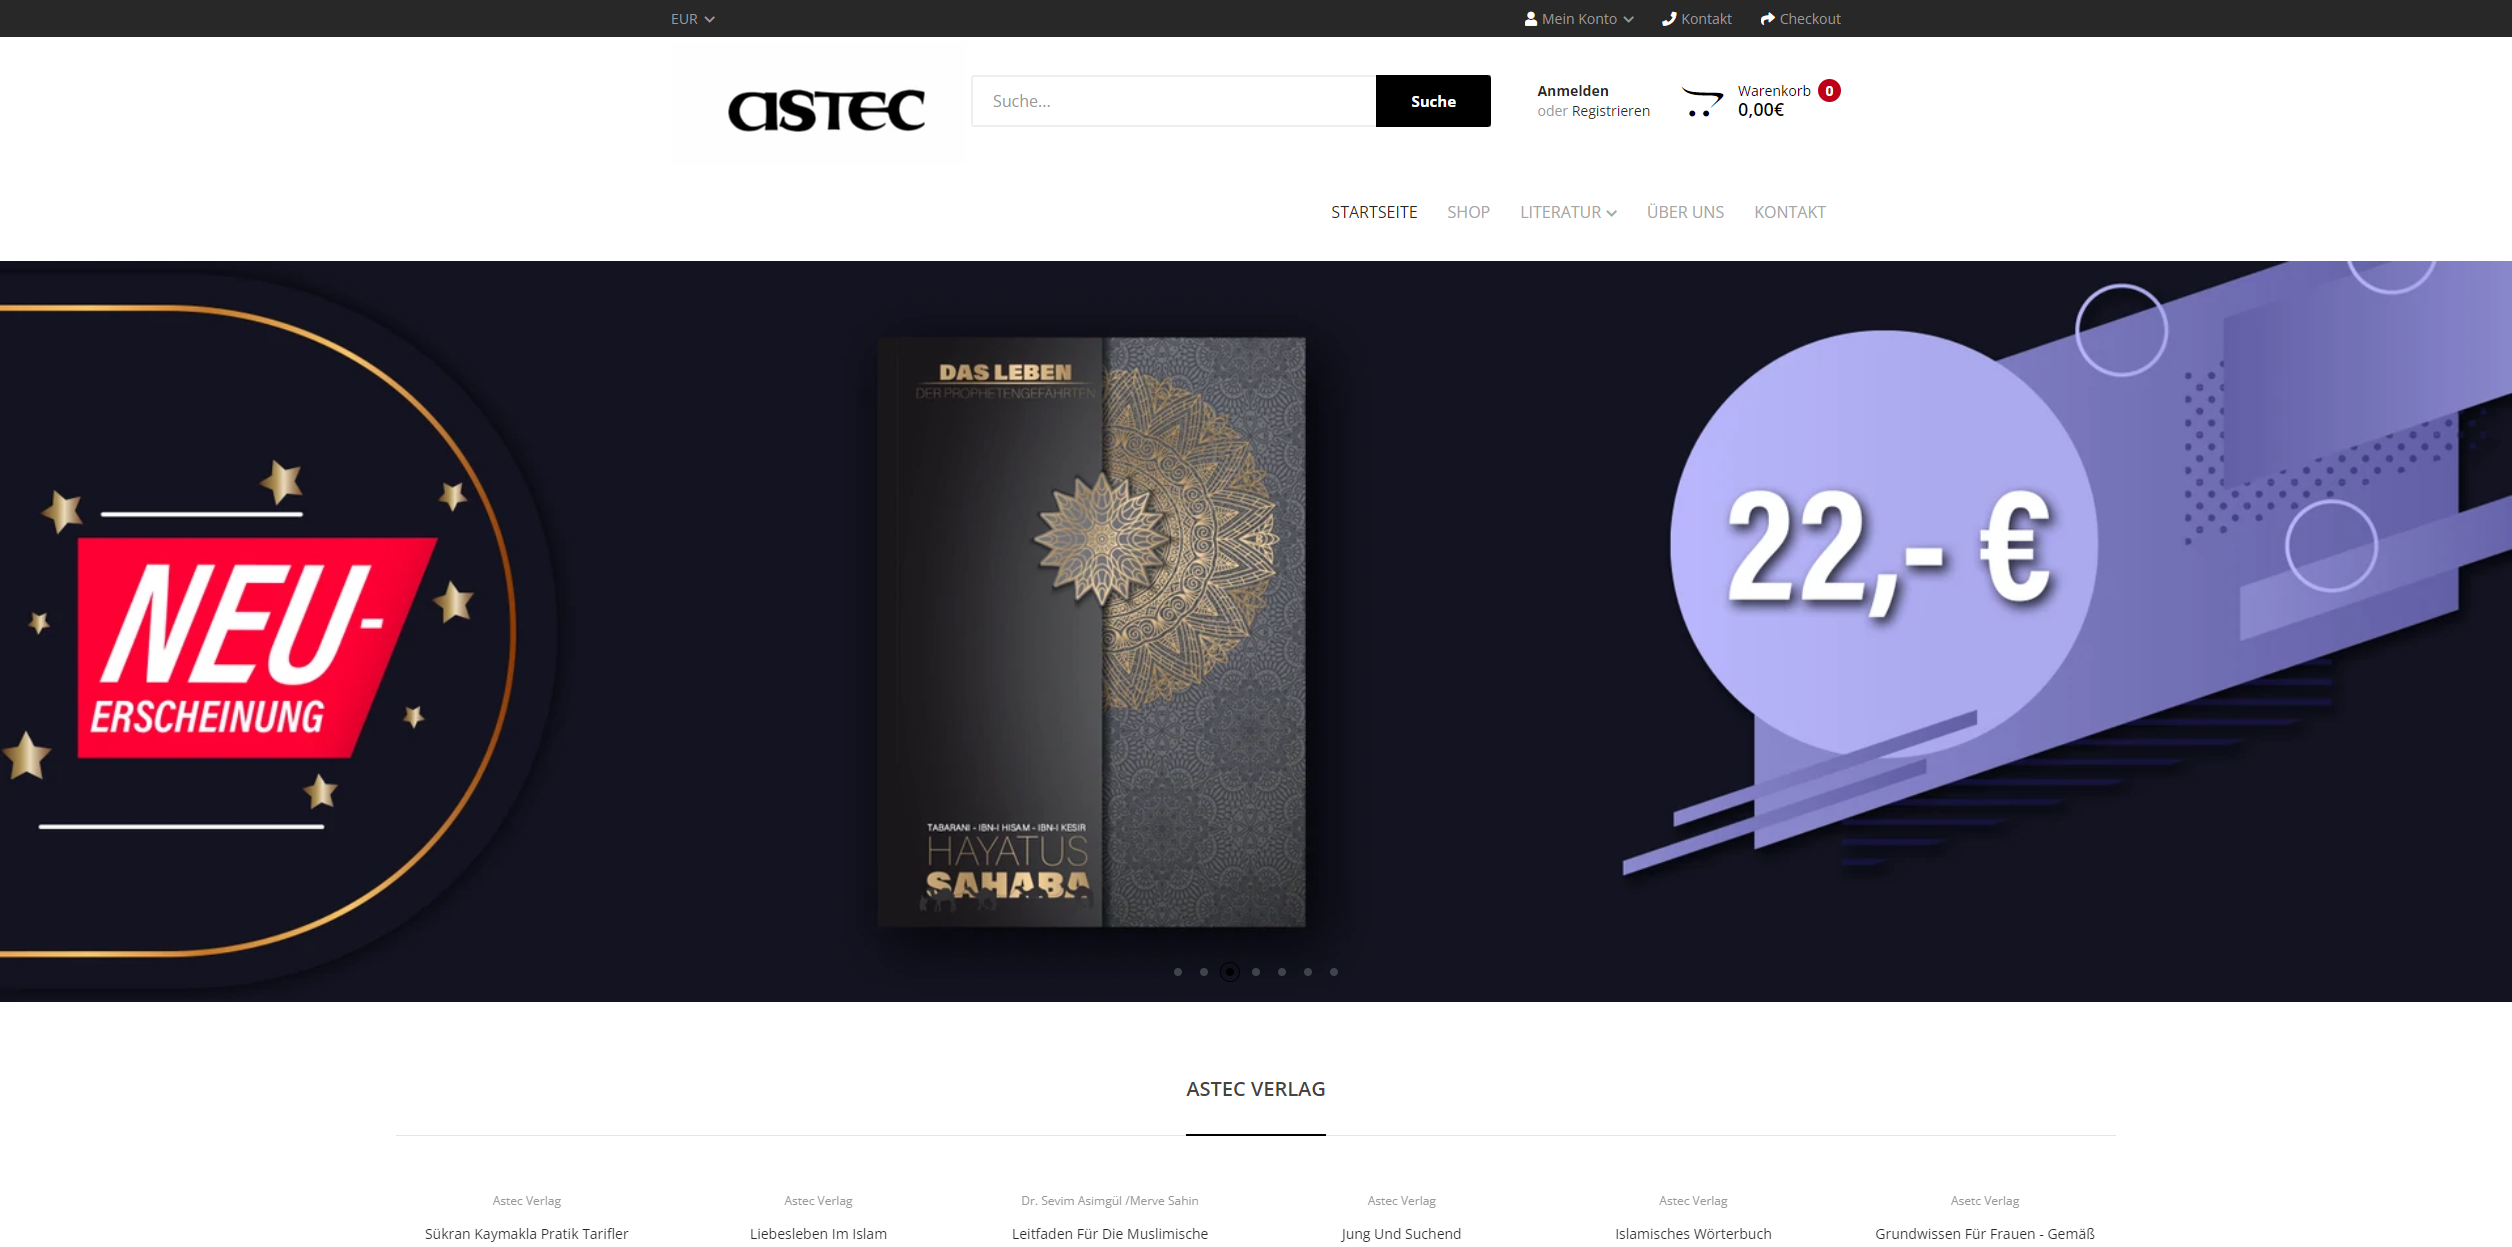 EUR
Mein Konto
Kontakt
Checkout
astec
Suche...
Suche
Anmelden
oder Registrieren
Warenkorb 0
0,00€
STARTSEITE
SHOP
LITERATUR
ÜBER UNS
KONTAKT
NEU-
ERSCHEINUNG
DAS LEBEN
DER PROPHETENGEFÄHRTEN
TABARANI - IBN-I HISAM - IBN-I KESIR
HAYATUS
SAHABA
22,- €
ASTEC VERLAG
Astec Verlag
Sükran Kaymakla Pratik Tarifler
Astec Verlag
Liebesleben Im Islam
Dr. Sevim Asimgül /Merve Sahin
Leitfaden Für Die Muslimische
Astec Verlag
Jung Und Suchend
Astec Verlag
Islamisches Wörterbuch
Asetc Verlag
Grundwissen Für Frauen - Gemäß